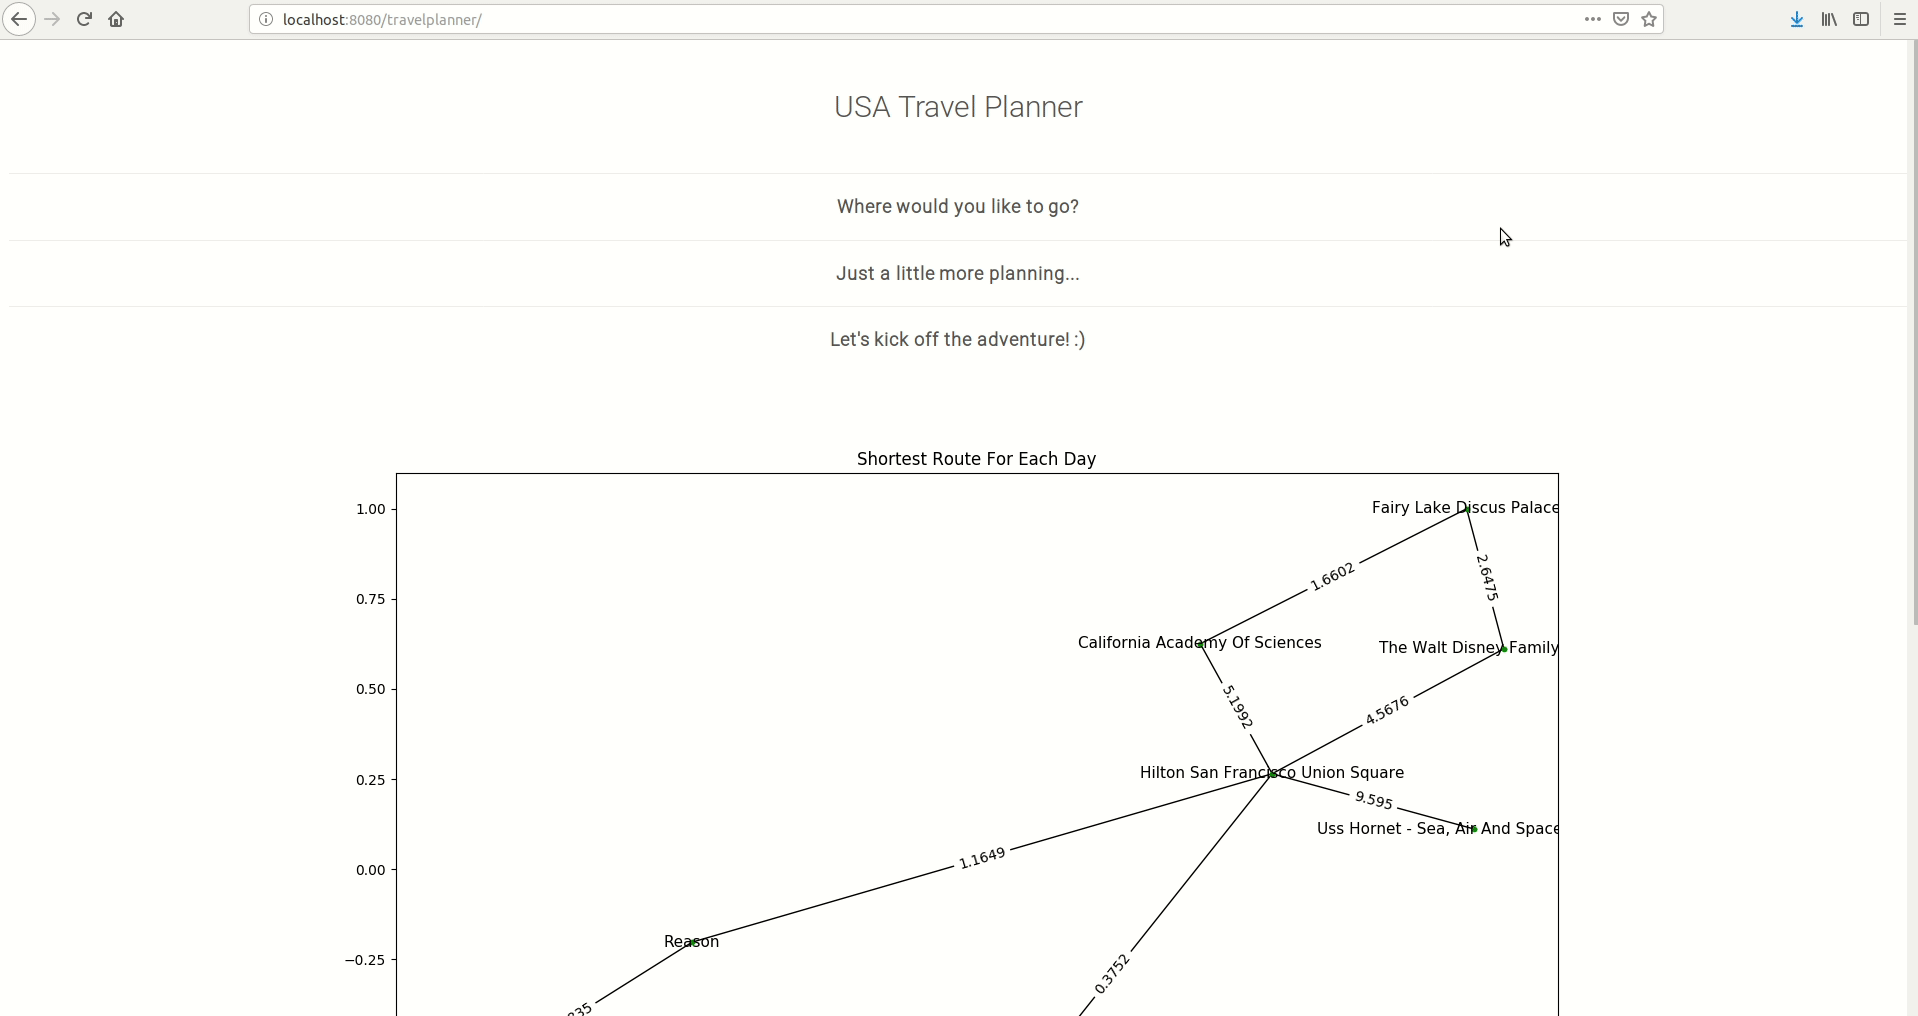 localhost:8080/travelplanner/
USA Travel Planner
Where would you like to go?
Just a little more planning...
Let's kick off the adventure! :)
Shortest Route For Each Day
1.00
Fairy Lake Discus Palace
1.6602
2.6475
0.75
California Academy Of Sciences
The Walt Disney Family
0.50
5.1992
4.5676
0.25
Hilton San Francisco Union Square
9.595
Uss Hornet - Sea, Air And Space
1.1649
0.00
Reason
−0.25
0.3752
835